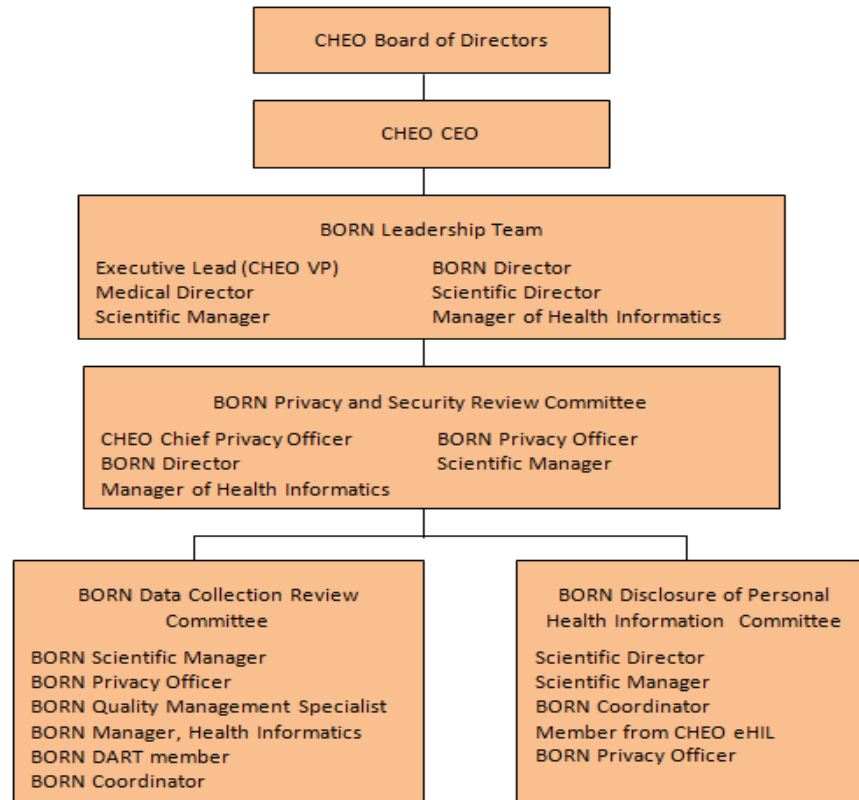 CHEO Board of Directors
CHEO CEO
BORN Leadership Team
Executive Lead (CHEO VP)
Medical Director
Scientific Manager
BORN Director
Scientific Director
Manager of Health Informatics
BORN Privacy and Security Review Committee
CHEO Chief Privacy Officer
BORN Director
Manager of Health Informatics
BORN Privacy Officer
Scientific Manager
BORN Data Collection Review
Committee
BORN Scientific Manager
BORN Privacy Officer
BORN Quality Management Specialist
BORN Manager, Health Informatics
BORN DART member
BORN Coordinator
BORN Disclosure of Personal
Health Information Committee
Scientific Director
Scientific Manager
BORN Coordinator
Member from CHEO eHIL
BORN Privacy Officer